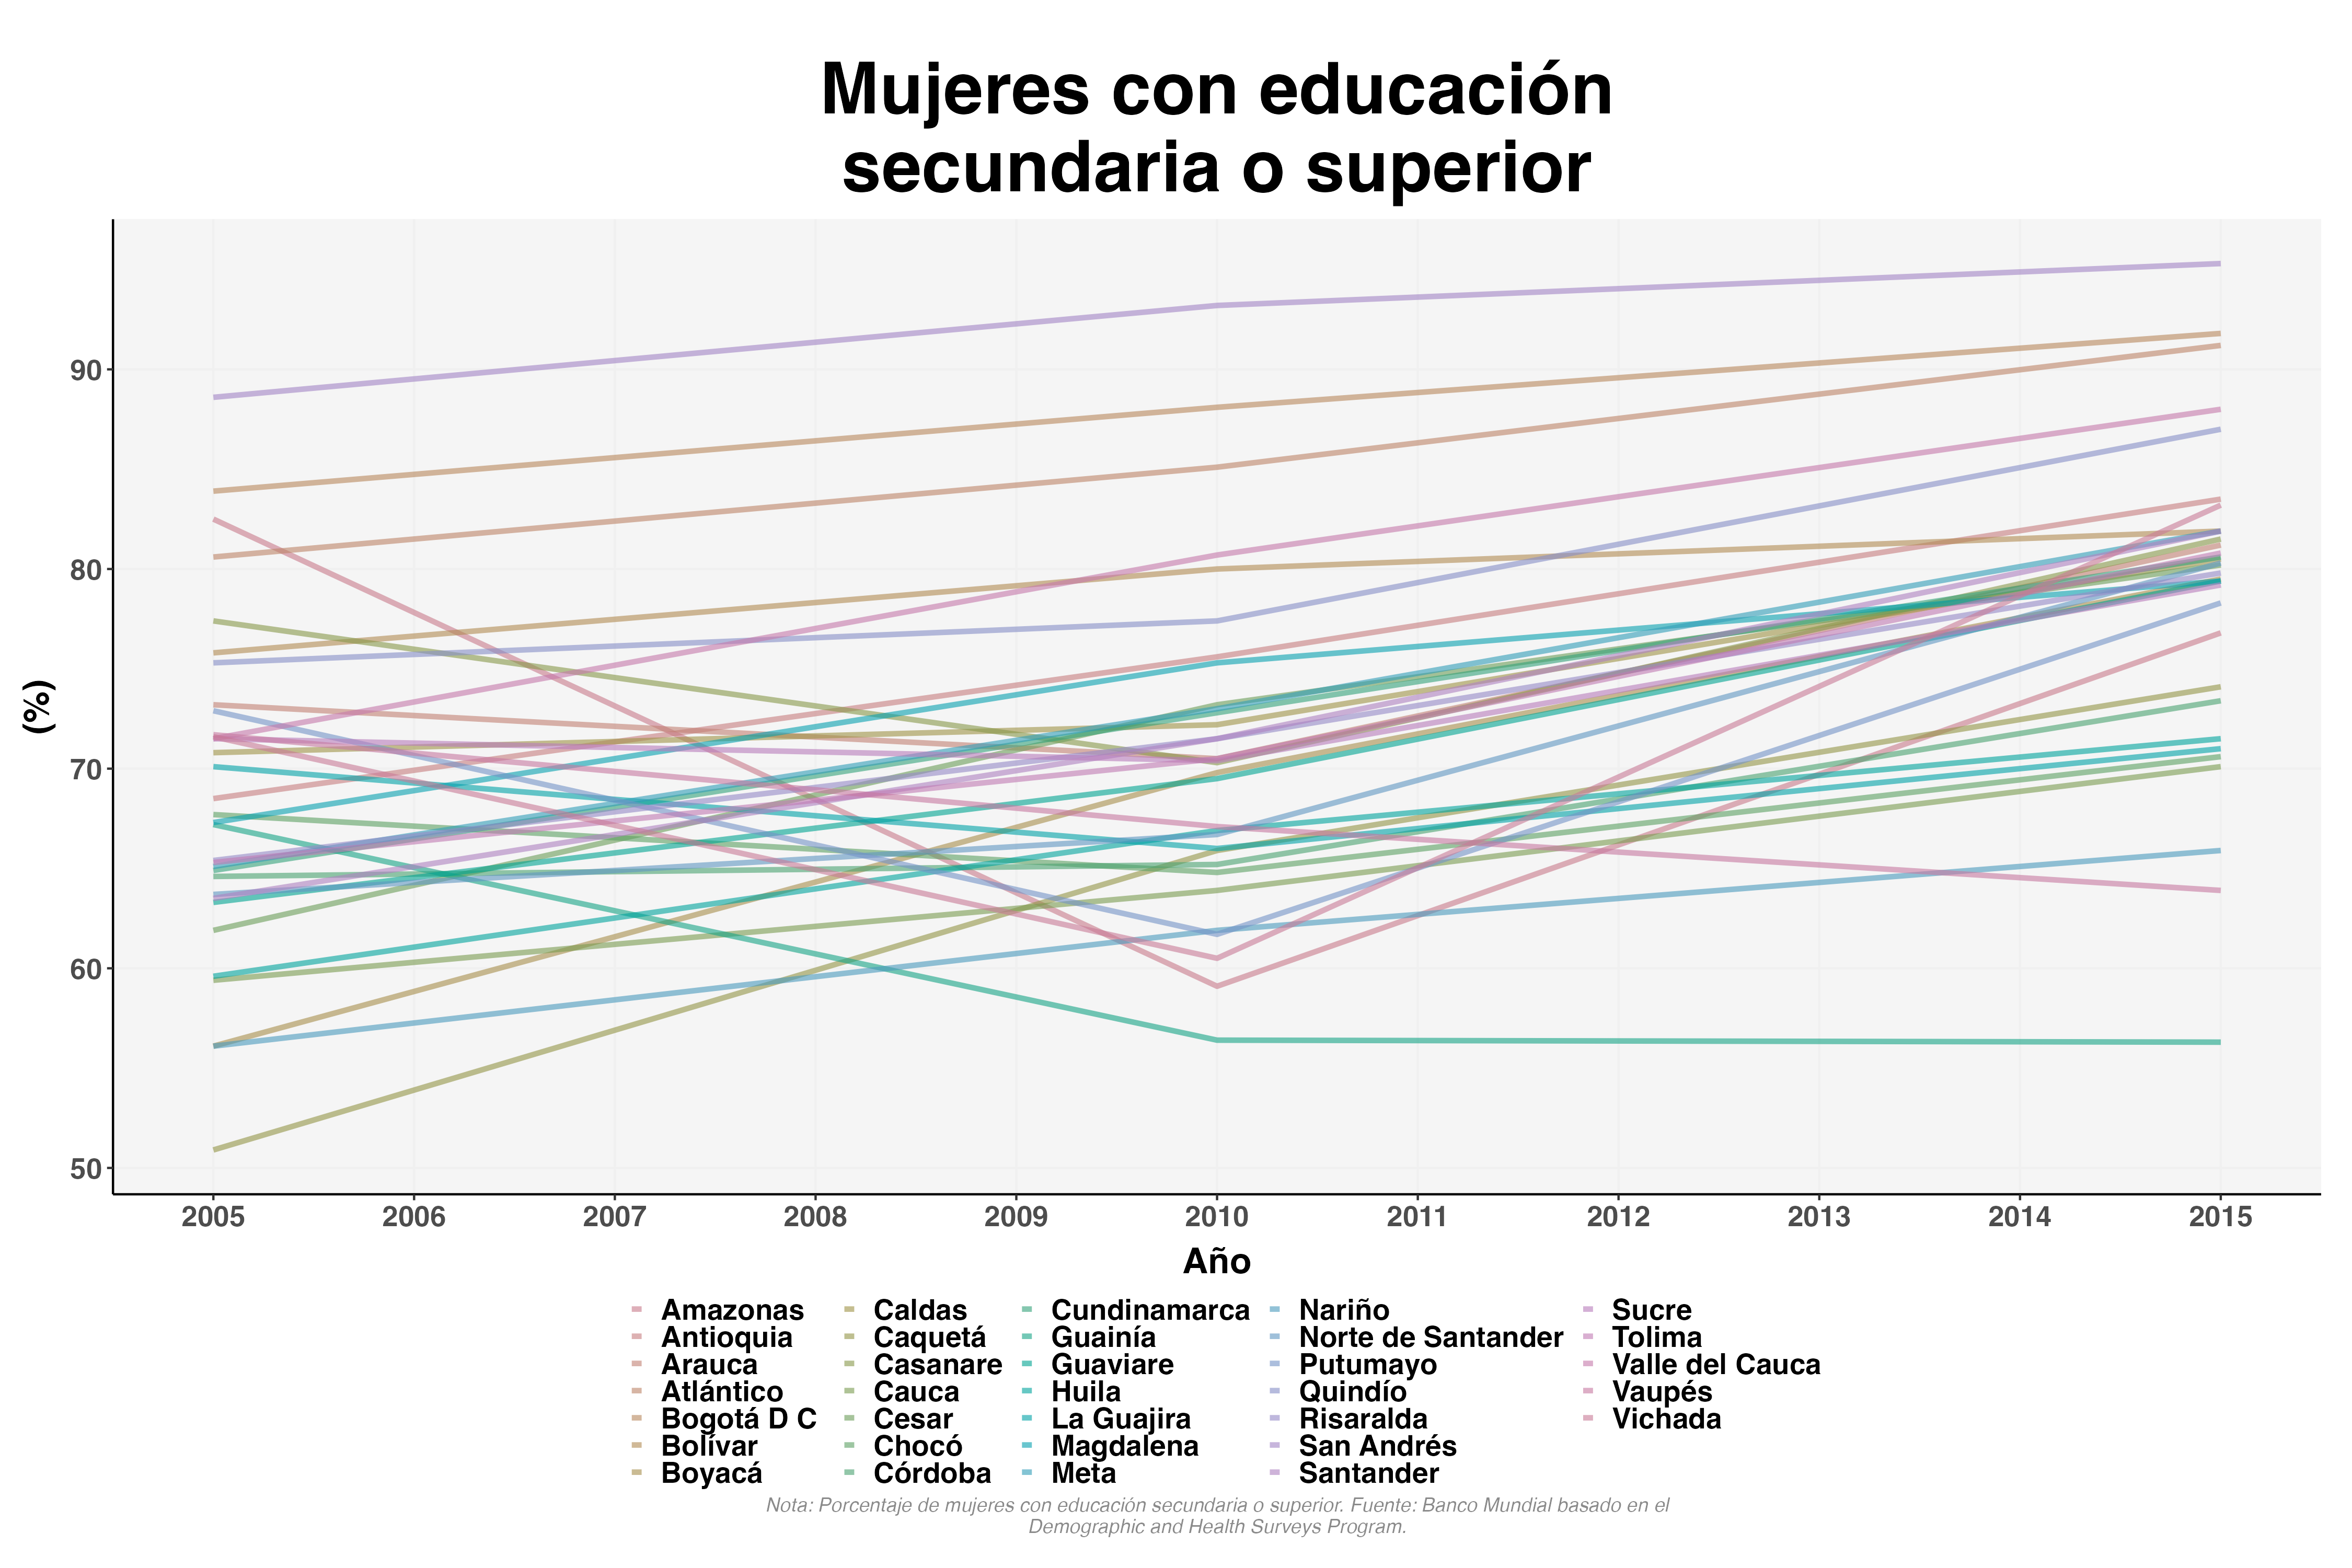 Mujeres con educación
secundaria o superior
(%)
90
80
70
60
50
2005 2006 2007 2008 2009 2010 2011 2012 2013 2014 2015
Año
Amazonas
Antioquia
Arauca
Atlántico
Bogotá D C
Bolívar
Boyacá
Caldas
Caquetá
Casanare
Cauca
Cesar
Chocó
Córdoba
Cundinamarca
Guainía
Guaviare
Huila
La Guajira
Magdalena
Meta
Nariño
Norte de Santander
Putumayo
Quindío
Risaralda
San Andrés
Santander
Sucre
Tolima
Valle del Cauca
Vaupés
Vichada
Nota: Porcentaje de mujeres con educación secundaria o superior. Fuente: Banco Mundial basado en el
Demographic and Health Surveys Program.